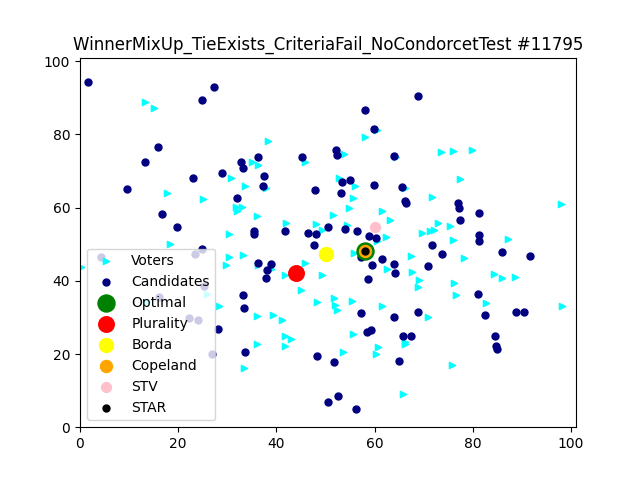 WinnerMixUp_TieExists_CriteriaFail_NoCondorcetTest #11795
100
80
60
40
20
0
0 20 40 60 80 100
Voters
Candidates
Optimal
Plurality
Borda
Copeland
STV
STAR